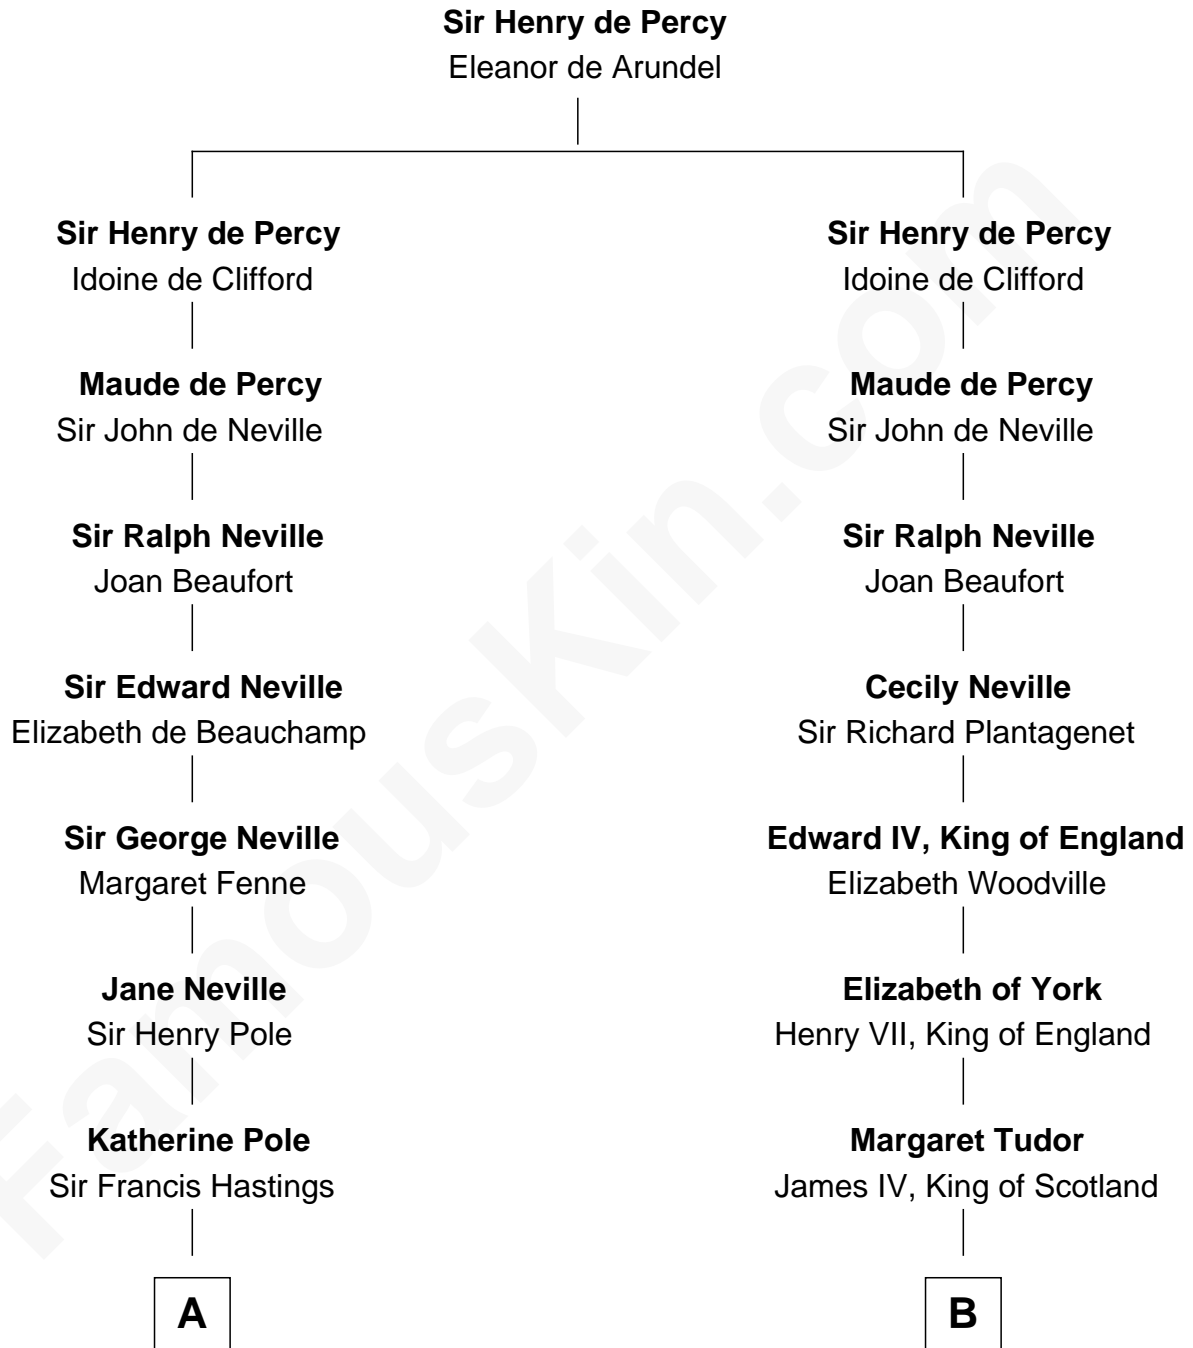 Sir Henry de Percy
Eleanor de Arundel
Sir Henry de Percy
Idoine de Clifford
Maude de Percy
Sir John de Neville
Sir Ralph Neville
Joan Beaufort
Sir Edward Neville
Elizabeth de Beauchamp
Sir George Neville
Margaret Fenne
Jane Neville
Sir Henry Pole
Katherine Pole
Sir Francis Hastings
A
Sir Henry de Percy
Idoine de Clifford
Maude de Percy
Sir John de Neville
Sir Ralph Neville
Joan Beaufort
Cecily Neville
Sir Richard Plantagenet
Edward IV, King of England
Elizabeth Woodville
Elizabeth of York
Henry VII, King of England
Margaret Tudor
James IV, King of Scotland
B
FamousKin.com